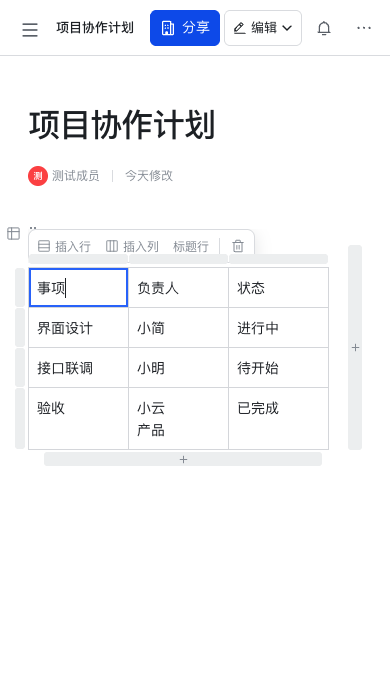 项目协作计划 分享 编辑
项目协作计划
测 测试成员 今天修改
插入行 插入列 标题行
事项 负责人 状态
界面设计 小简 进行中
接口联调 小明 待开始
验收 小云 已完成
产品